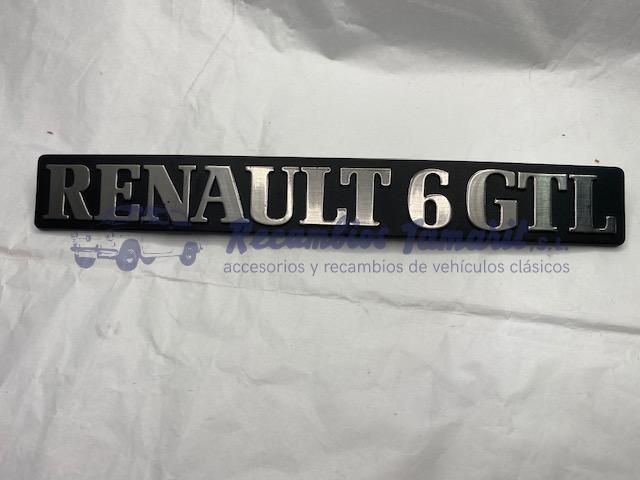 RENAULT 6 GTL
Recambios Tamarit, s.L.
accesorios y recambios de vehículos clásicos